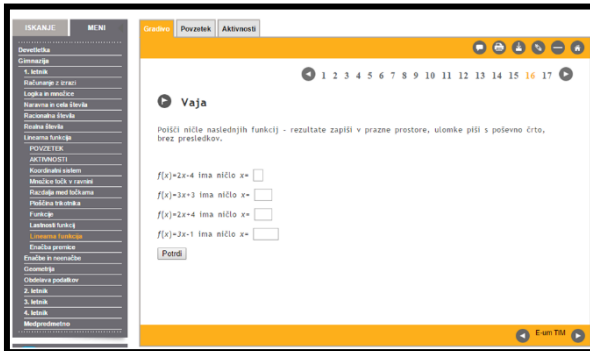 ISKANJE
MENI
Devetletka
Gimnazija
1. letnik
Računanje z izrazi
Logika in množice
Naravna in cela števila
Racionalna števila
Realna števila
Linearna funkcija
POVZETEK
AKTIVNOSTI
Koordinatni sistem
Množice točk v ravnini
Razdalja med točkama
Ploščina trikotnika
Funkcije
Lastnosti funkcij
Linearna funkcija
Enačba premice
Enačbe in neenačbe
Geometrija
Obdelava podatkov
2. letnik
3. letnik
4. letnik
Medpredmetno
Gradivo Povzetek Aktivnosti
1 2 3 4 5 6 7 8 9 10 11 12 13 14 15 16 17
Vaja
Poišči ničle naslednjih funkcij - rezultate zapiši v prazne prostore, ulomke piši s poševno črto,
brez presledkov.
f(x)=2x-4 ima ničlo x=
f(x)=3x+3 ima ničlo x=
f(x)=2x+4 ima ničlo x=
f(x)=3x-1 ima ničlo x=
Potrdi
E-um TIM